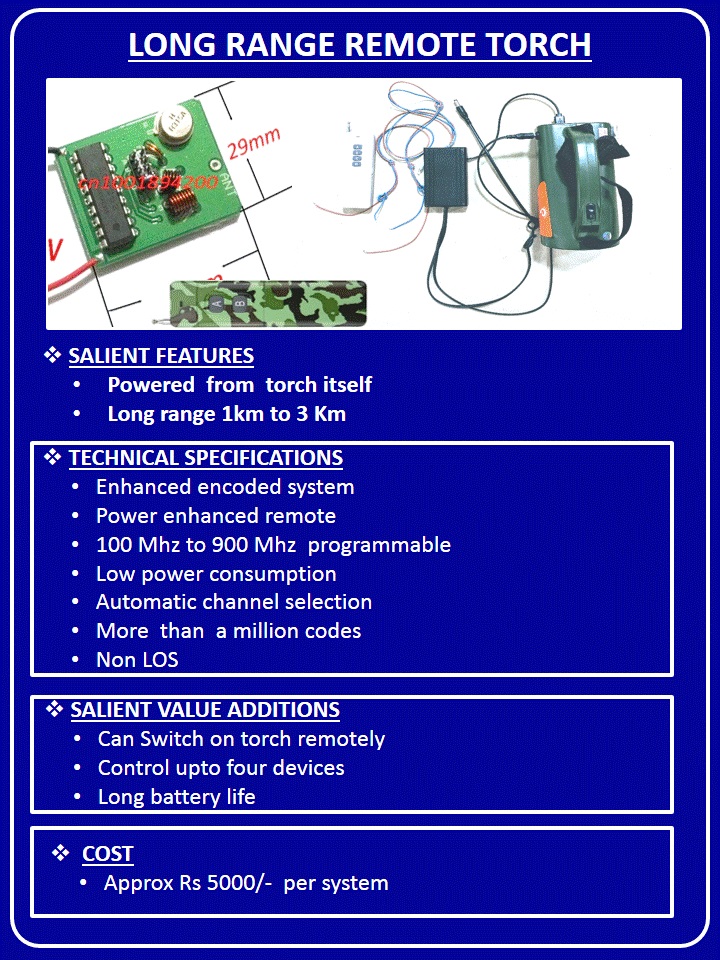 LONG RANGE REMOTE TORCH
29mm
cn1001894200
A B
❖ SALIENT FEATURES
• Powered from torch itself
• Long range 1km to 3 Km
❖ TECHNICAL SPECIFICATIONS
• Enhanced encoded system
• Power enhanced remote
• 100 Mhz to 900 Mhz programmable
• Low power consumption
• Automatic channel selection
• More than a million codes
• Non LOS
❖ SALIENT VALUE ADDITIONS
• Can Switch on torch remotely
• Control upto four devices
• Long battery life
❖ COST
• Approx Rs 5000/- per system